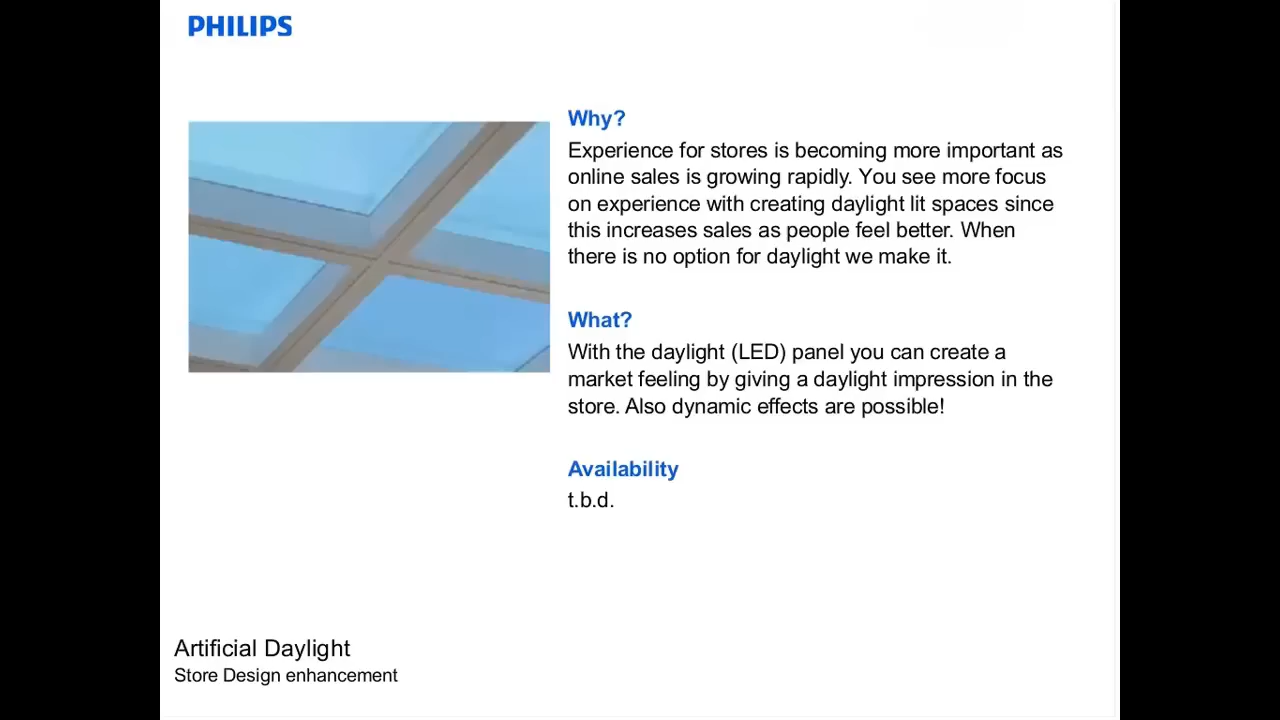 PHILIPS
Why?
Experience for stores is becoming more important as
online sales is growing rapidly. You see more focus
on experience with creating daylight lit spaces since
this increases sales as people feel better. When
there is no option for daylight we make it.
What?
With the daylight (LED) panel you can create a
market feeling by giving a daylight impression in the
store. Also dynamic effects are possible!
Availability
t.b.d.
Artificial Daylight
Store Design enhancement